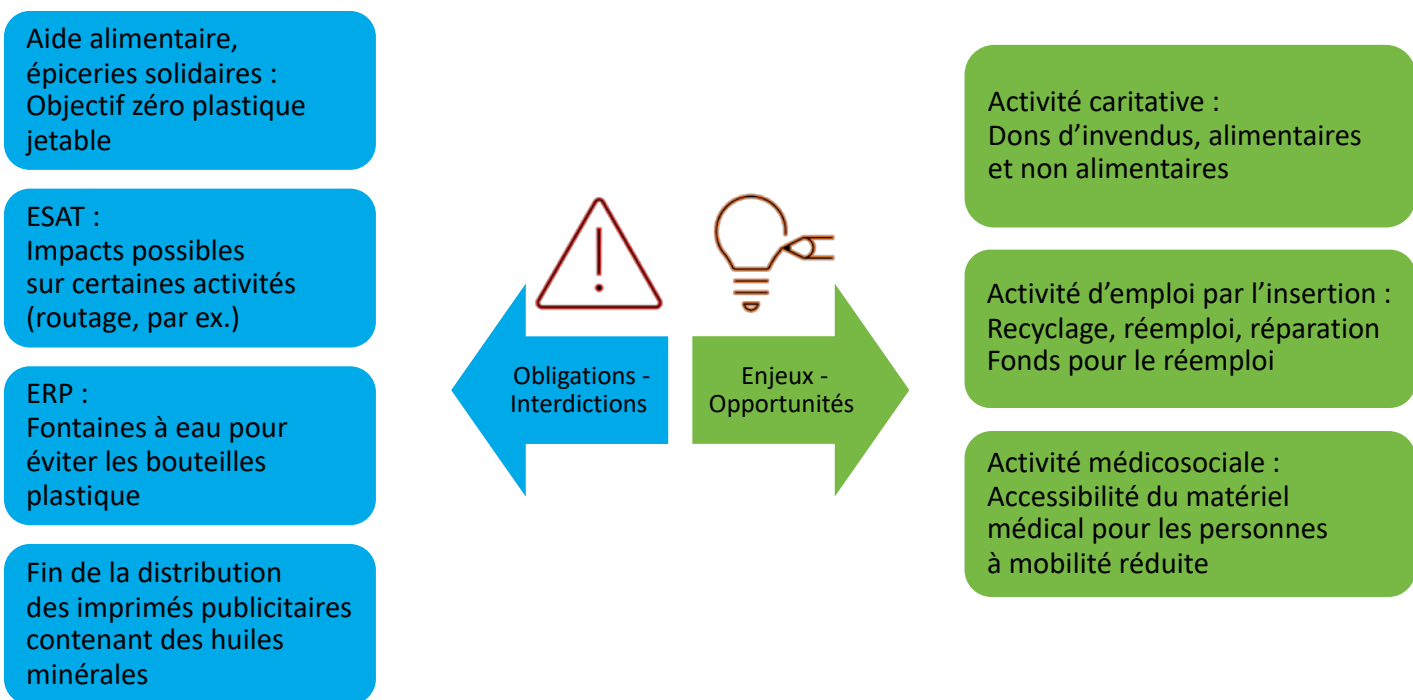 Aide alimentaire,
épiceries solidaires :
Objectif zéro plastique
jetable
ESAT :
Impacts possibles
sur certaines activités
(routage, par ex.)
ERP :
Fontaines à eau pour
éviter les bouteilles
plastique
Fin de la distribution
des imprimés publicitaires
contenant des huiles
minérales
Obligations -
Interdictions
Enjeux -
Opportunités
Activité caritative :
Dons d’invendus, alimentaires
et non alimentaires
Activité d’emploi par l’insertion :
Recyclage, réemploi, réparation
Fonds pour le réemploi
Activité médicosociale :
Accessibilité du matériel
médical pour les personnes
à mobilité réduite